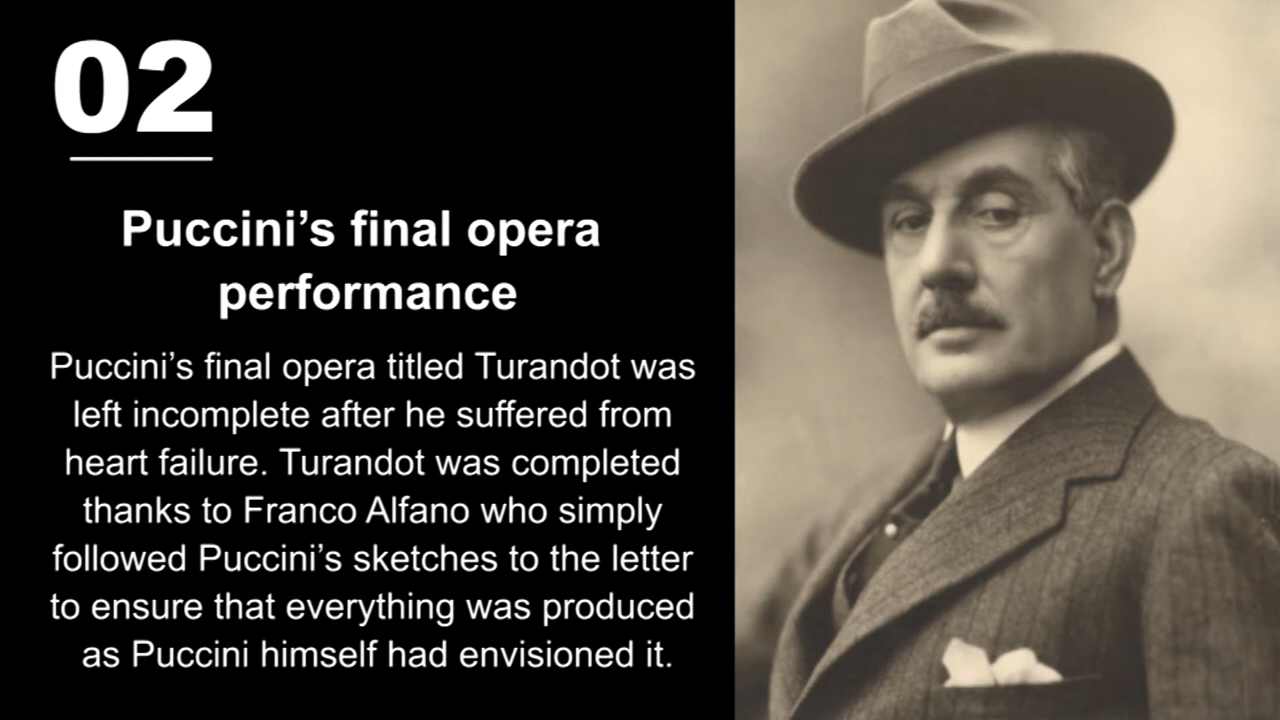 02
Puccini’s final opera
performance
Puccini’s final opera titled Turandot was
left incomplete after he suffered from
heart failure. Turandot was completed
thanks to Franco Alfano who simply
followed Puccini’s sketches to the letter
to ensure that everything was produced
as Puccini himself had envisioned it.